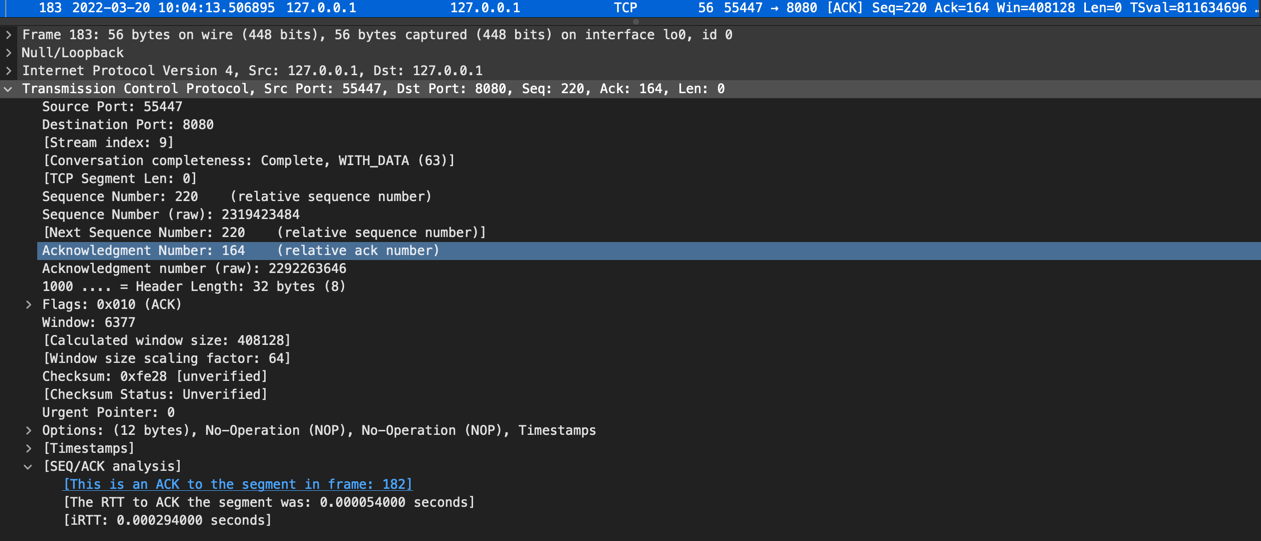 183 2022-03-20 10:04:13.506895 127.0.0.1 127.0.0.1 TCP 56 55447 → 8080 [ACK] Seq=220 Ack=164 Win=408128 Len=0 TSval=811634696 …
Frame 183: 56 bytes on wire (448 bits), 56 bytes captured (448 bits) on interface lo0, id 0
Null/Loopback
Internet Protocol Version 4, Src: 127.0.0.1, Dst: 127.0.0.1
Transmission Control Protocol, Src Port: 55447, Dst Port: 8080, Seq: 220, Ack: 164, Len: 0
Source Port: 55447
Destination Port: 8080
[Stream index: 9]
[Conversation completeness: Complete, WITH_DATA (63)]
[TCP Segment Len: 0]
Sequence Number: 220 (relative sequence number)
Sequence Number (raw): 2319423484
[Next Sequence Number: 220 (relative sequence number)]
Acknowledgment Number: 164 (relative ack number)
Acknowledgment number (raw): 2292263646
1000 .... = Header Length: 32 bytes (8)
Flags: 0x010 (ACK)
Window: 6377
[Calculated window size: 408128]
[Window size scaling factor: 64]
Checksum: 0xfe28 [unverified]
[Checksum Status: Unverified]
Urgent Pointer: 0
Options: (12 bytes), No-Operation (NOP), No-Operation (NOP), Timestamps
[Timestamps]
[SEQ/ACK analysis]
[This is an ACK to the segment in frame: 182]
[The RTT to ACK the segment was: 0.000054000 seconds]
[iRTT: 0.000294000 seconds]